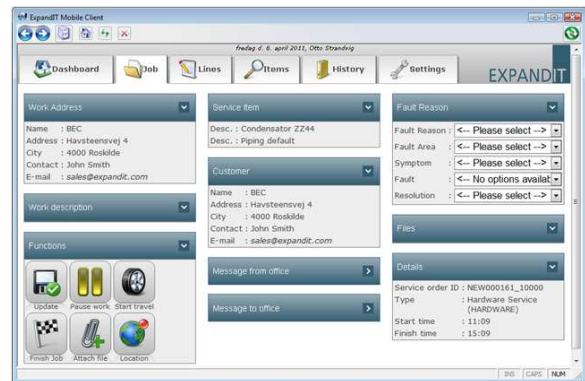 ExpandIT Mobile Client
fredag d. 8. april 2011, Otto Strandvig
Dashboard
Job
Lines
Items
History
Settings
EXPANDIT
Work Address
Name : BEC
Address : Havsteensvej 4
City : 4000 Roskilde
Contact : John Smith
E-mail : sales@expandit.com
Work description
Functions
Update
Pause work
Start travel
Finish Job
Attach file
Location
Service Item
Desc. : Condensator ZZ44
Desc. : Piping default
Customer
Name : BEC
Address : Havsteensvej 4
City : 4000 Roskilde
Contact : John Smith
E-mail : sales@expandit.com
Message from office
Message to office
Fault Reason
Fault Reason : <-- Please select -->
Fault Area : <-- Please select -->
Symptom : <-- Please select -->
Fault : <-- No options availab
Resolution : <-- Please select -->
Files
Details
Service order ID : NEW000161_10000
Type : Hardware Service
(HARDWARE)
Start time : 11:09
Finish time : 15:09
INS CAPS NUM